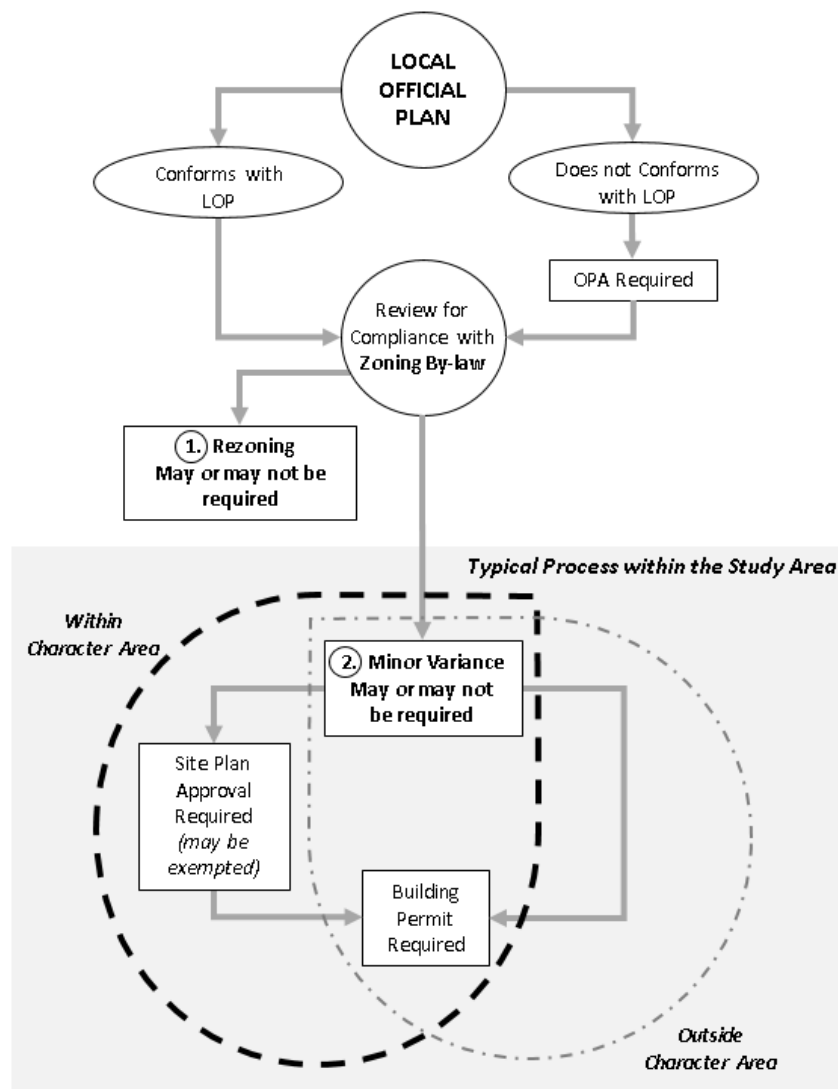 LOCAL
OFFICIAL
PLAN
Conforms with
LOP
Does not Conforms
with LOP
OPA Required
Review for
Compliance with
Zoning By-law
1. Rezoning
May or may not be
required
Typical Process within the Study Area
Within
Character Area
2. Minor Variance
May or may not
be required
Site Plan
Approval
Required
(may be
exempted)
Building
Permit
Required
Outside
Character Area